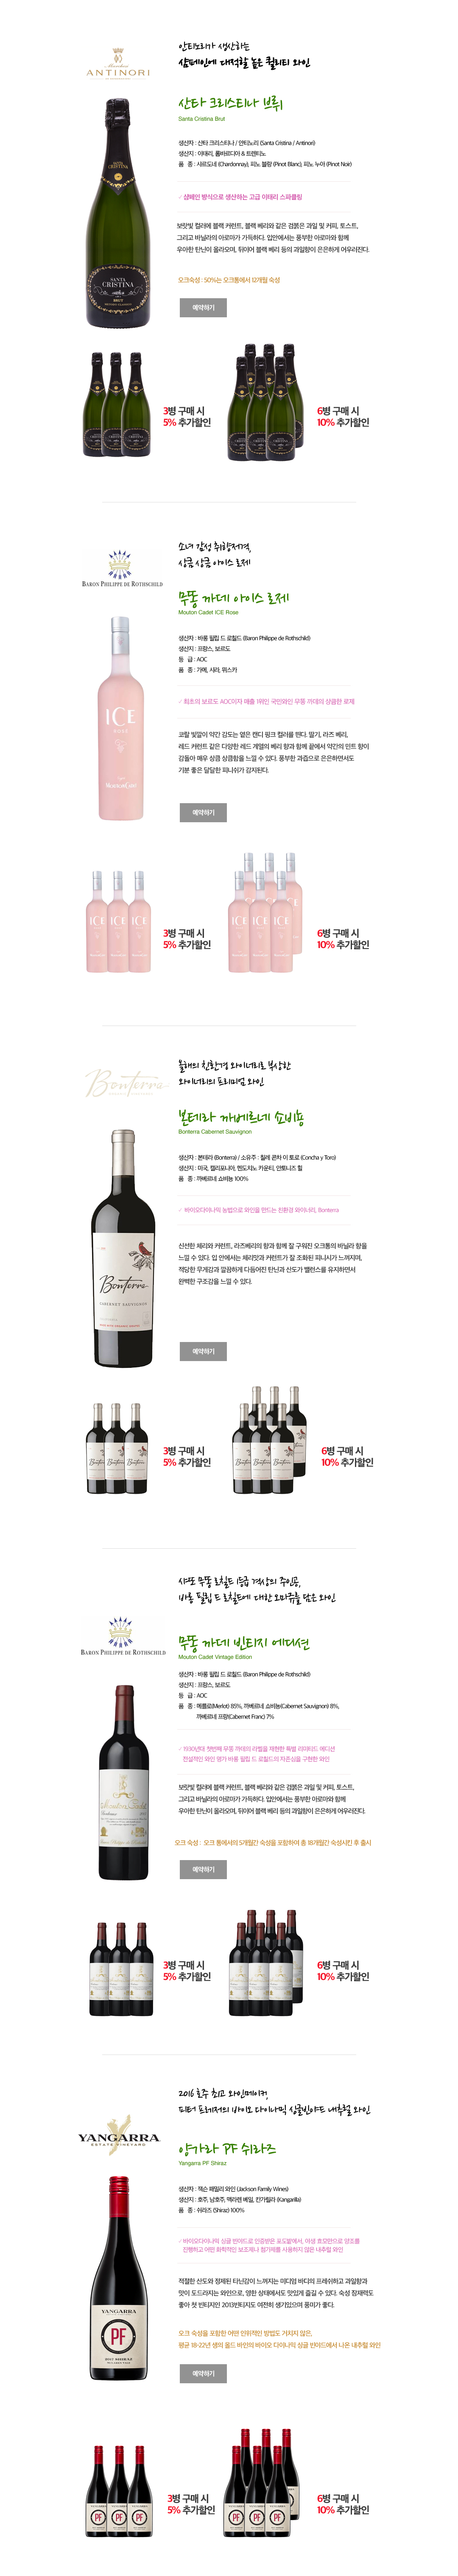 안티노리가 생산하는
샴페인에 대적할 높은 퀄리티 와인
Marchesi
ANTINORI
산타 크리스티나 브뤼
Santa Cristina Brut
생산자 : 산타 크리스티나 / 안티노리 (Santa Cristina / Antinori)
생산지 : 이태리, 롬바르디아 & 트렌티노
품 종 : 샤르도네 (Chardonnay), 피노 블랑 (Pinot Blanc), 피노 누아 (Pinot Noir)
✓ 샴페인 방식으로 생산하는 고급 이태리 스파클링
보랏빛 컬러에 블랙 커런트, 블랙 베리와 같은 검붉은 과일 및 커피, 토스트,
그리고 바닐라의 아로마가 가득하다. 입안에서는 풍부한 아로마와 함께
우아한 탄닌이 올라오며, 뒤이어 블랙 베리 등의 과일향이 은은하게 어우러진다.
SANTA
CRISTINA
BRUT
오크숙성 : 50%는 오크통에서 12개월 숙성
예약하기
3병 구매 시
5% 추가할인
6병 구매 시
10% 추가할인
소녀 감성 취향저격,
상큼 상큼 아이스 로제
BARON PHILIPPE DE ROTHSCHILD
무똥 까데 아이스 로제
Mouton Cadet ICE Rose
생산자 : 바롱 필립 드 로칠드 (Baron Philippe de Rothschild)
생산지 : 프랑스, 보르도
등 급 : AOC
품 종 : 가메, 시라, 뮈스카
✓ 최초의 보르도 AOC이자 매출 1위인 국민와인 무똥 까데의 상큼한 로제
ICE
ROSE
코랄 빛깔이 약간 감도는 옅은 캔디 핑크 컬러를 띈다. 딸기, 라즈 베리,
레드 커런트 같은 다양한 레드 계열의 베리 향과 함께 끝에서 약간의 민트 향이
감돌아 매우 상큼 상큼함을 느낄 수 있다. 풍부한 과즙으로 은은하면서도
기분 좋은 달달한 피니쉬가 감지된다.
예약하기
3병 구매 시
5% 추가할인
6병 구매 시
10% 추가할인
올해의 친환경 와이너리로 부상한
와이너리의 프리미엄 와인
Bonterra
본테라 까베르네 쇼비뇽
Bonterra Cabernet Sauvignon
생산자 : 본테라 (Bonterra) / 소유주 : 칠레 콘차 이 토로 (Concha y Toro)
생산지 : 미국, 캘리포니아, 멘도치노 카운티, 안토니즈 힐
품 종 : 까베르네 쇼비뇽 100%
✓ 바이오다이나믹 농법으로 와인을 만드는 친환경 와이너리, Bonterra
신선한 체리와 커런트, 라즈베리의 향과 함께 잘 구워진 오크통의 바닐라 향을
느낄 수 있다. 입 안에서는 체리맛과 커런트가 잘 조화된 피니시가 느껴지며,
적당한 무게감과 깔끔하게 다듬어진 탄닌과 산도가 밸런스를 유지하면서
완벽한 구조감을 느낄 수 있다.
Bonterra
CABERNET SAUVIGNON
예약하기
3병 구매 시
5% 추가할인
6병 구매 시
10% 추가할인
샤또 무똥 로칠드 1등급 격상의 주인공,
바롱 필립 드 로칠드에 대한 오마쥬를 담은 와인
BARON PHILIPPE DE ROTHSCHILD
무똥 까데 빈티지 에디션
Mouton Cadet Vintage Edition
생산자 : 바롱 필립 드 로칠드 (Baron Philippe de Rothschild)
생산지 : 프랑스, 보르도
등 급 : AOC
품 종 : 메를로(Merlot) 85%, 까베르네 쇼비뇽(Cabernet Sauvignon) 8%,
까베르네 프랑(Cabernet Franc) 7%
✓ 1930년대 첫번째 무똥 까데의 라벨을 재현한 특별 리미티드 에디션
전설적인 와인 명가 바롱 필립 드 로칠드의 자존심을 구현한 와인
Mouton Cadet
보랏빛 컬러에 블랙 커런트, 블랙 베리와 같은 검붉은 과일 및 커피, 토스트,
그리고 바닐라의 아로마가 가득하다. 입안에서는 풍부한 아로마와 함께
우아한 탄닌이 올라오며, 뒤이어 블랙 베리 등의 과일향이 은은하게 어우러진다.
오크 숙성 : 오크 통에서의 5개월간 숙성을 포함하여 총 18개월간 숙성시킨 후 출시
예약하기
3병 구매 시
5% 추가할인
6병 구매 시
10% 추가할인
2016 호주 최고 와인메이커,
피터 프레져의 바이오 다이나믹 싱글빈야드 내추럴 와인
YANGARRA
ESTATE VINEYARD
양가라 PF 쉬라즈
Yangarra PF Shiraz
생산자 : 잭슨 패밀리 와인 (Jackson Family Wines)
생산지 : 호주, 남호주, 맥라렌 베일, 칸가릴라 (Kangarilla)
품 종 : 쉬라즈 (Shiraz) 100%
✓ 바이오다이나믹 싱글 빈야드로 인증받은 포도밭에서, 야생 효모만으로 양조를
진행하고 어떤 화학적인 보조제나 첨가제를 사용하지 않은 내추럴 와인
적절한 산도와 정제된 타닌감이 느껴지는 미디엄 바디의 프레쉬하고 과일향과
맛이 도드라지는 와인으로, 영한 상태에서도 맛있게 즐길 수 있다. 숙성 잠재력도
좋아 첫 빈티지인 2013빈티지도 여전히 생기있으며 풍미가 좋다.
YANGARRA
PF
2017 SHIRAZ
오크 숙성을 포함한 어떤 인위적인 방법도 거치지 않은,
평균 18-22년 생의 올드 바인의 바이오 다이나믹 싱글 빈야드에서 나온 내추럴 와인
예약하기
3병 구매 시
5% 추가할인
6병 구매 시
10% 추가할인